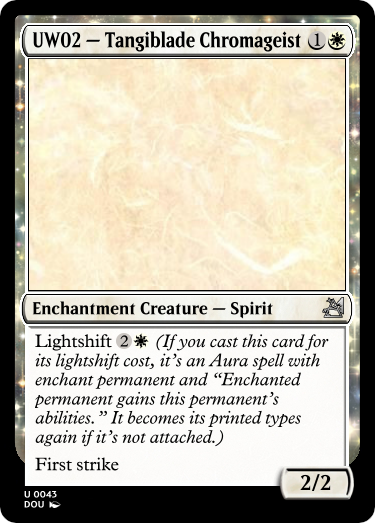 UW02 — Tangiblade Chromageist 1
Enchantment Creature — Spirit
Lightshift 2 (If you cast this card for
its lightshift cost, it's an Aura spell with
enchant permanent and “Enchanted
permanent gains this permanent's
abilities.” It becomes its printed types
again if it's not attached.)
First strike
2/2
U 0043
DOU